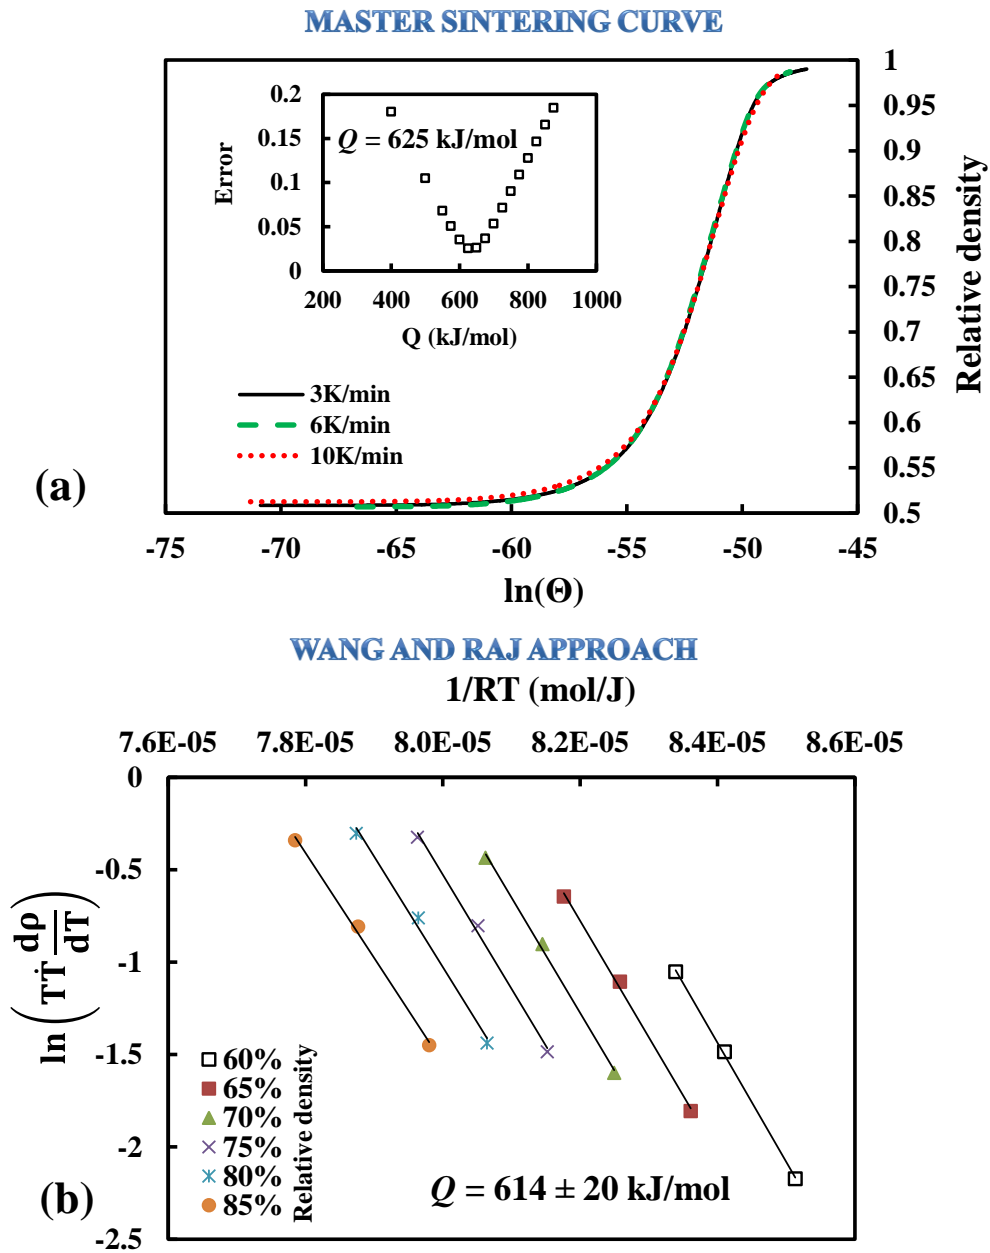 MASTER SINTERING CURVE
0.2
0.15
0.1
0.05
0
Error
Q = 625 kJ/mol
200 400 600 800 1000
Q (kJ/mol)
3K/min
6K/min
10K/min
(a)
1
0.95
0.9
0.85
0.8
0.75
0.7
0.65
0.6
0.55
0.5
Relative density
-75 -70 -65 -60 -55 -50 -45
ln(Θ)
WANG AND RAJ APPROACH
1/RT (mol/J)
7.6E-05 7.8E-05 8.0E-05 8.2E-05 8.4E-05 8.6E-05
0
-0.5
-1
-1.5
-2
-2.5
ln (TṪ dρ/dT)
60%
65%
70%
75%
80%
85%
Relative density
Q = 614 ± 20 kJ/mol
(b)